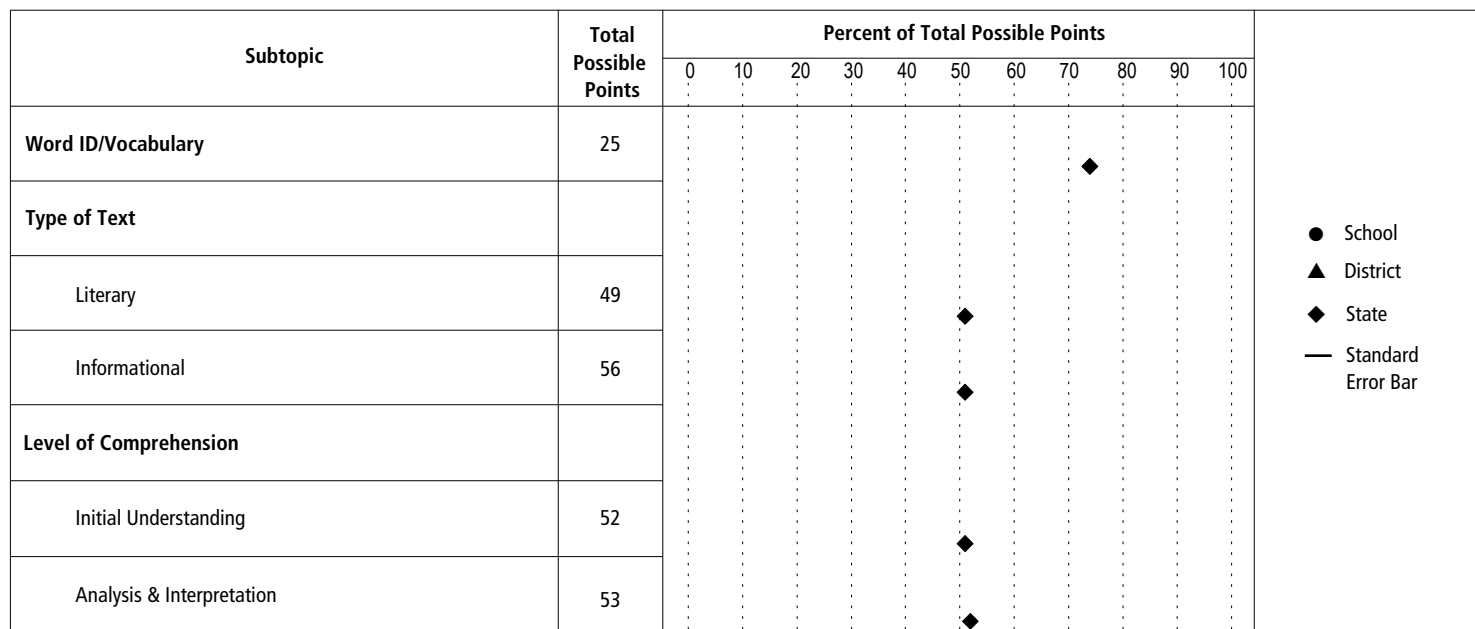 Subtopic
Total
Possible
Points
Percent of Total Possible Points
0 10 20 30 40 50 60 70 80 90 100
Word ID/Vocabulary 25
Type of Text
Literary 49
Informational 56
Level of Comprehension
Initial Understanding 52
Analysis & Interpretation 53
School
District
State
Standard
Error Bar